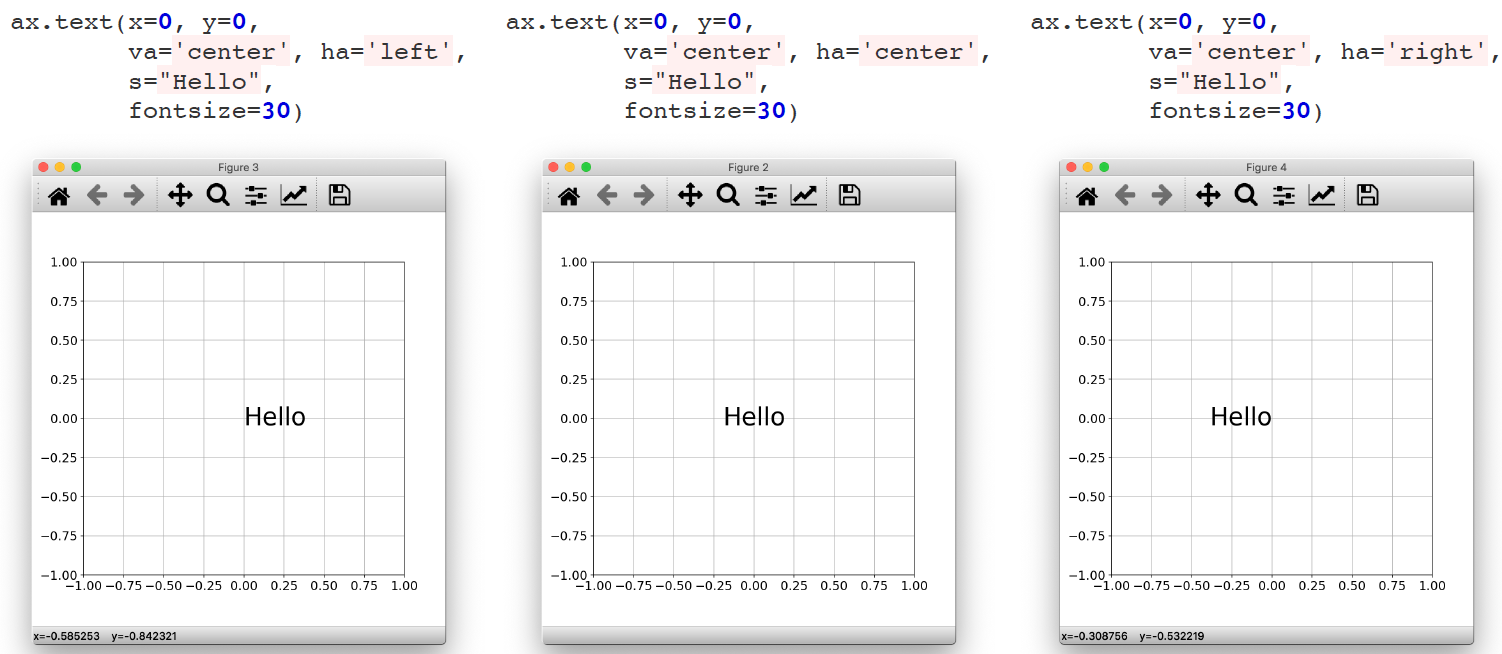 ax.text(x=0, y=0,
va='center', ha='left',
s="Hello",
fontsize=30)
ax.text(x=0, y=0,
va='center', ha='center',
s="Hello",
fontsize=30)
ax.text(x=0, y=0,
va='center', ha='right',
s="Hello",
fontsize=30)
Figure 3
1.00
0.75
0.50
0.25
0.00
−0.25
−0.50
−0.75
−1.00
Hello
−1.00 −0.75 −0.50 −0.25 0.00 0.25 0.50 0.75 1.00
x=-0.585253 y=-0.842321
Figure 2
1.00
0.75
0.50
0.25
0.00
−0.25
−0.50
−0.75
−1.00
Hello
−1.00 −0.75 −0.50 −0.25 0.00 0.25 0.50 0.75 1.00
Figure 4
1.00
0.75
0.50
0.25
0.00
−0.25
−0.50
−0.75
−1.00
Hello
−1.00 −0.75 −0.50 −0.25 0.00 0.25 0.50 0.75 1.00
x=-0.308756 y=-0.532219